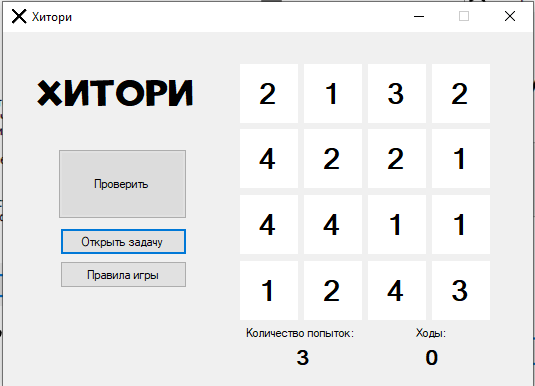 Хитори
ХИТОРИ
2 1 3 2
Проверить
4 2 2 1
Открыть задачу
4 4 1 1
Правила игры
1 2 4 3
Количество попыток: Ходы:
3 0